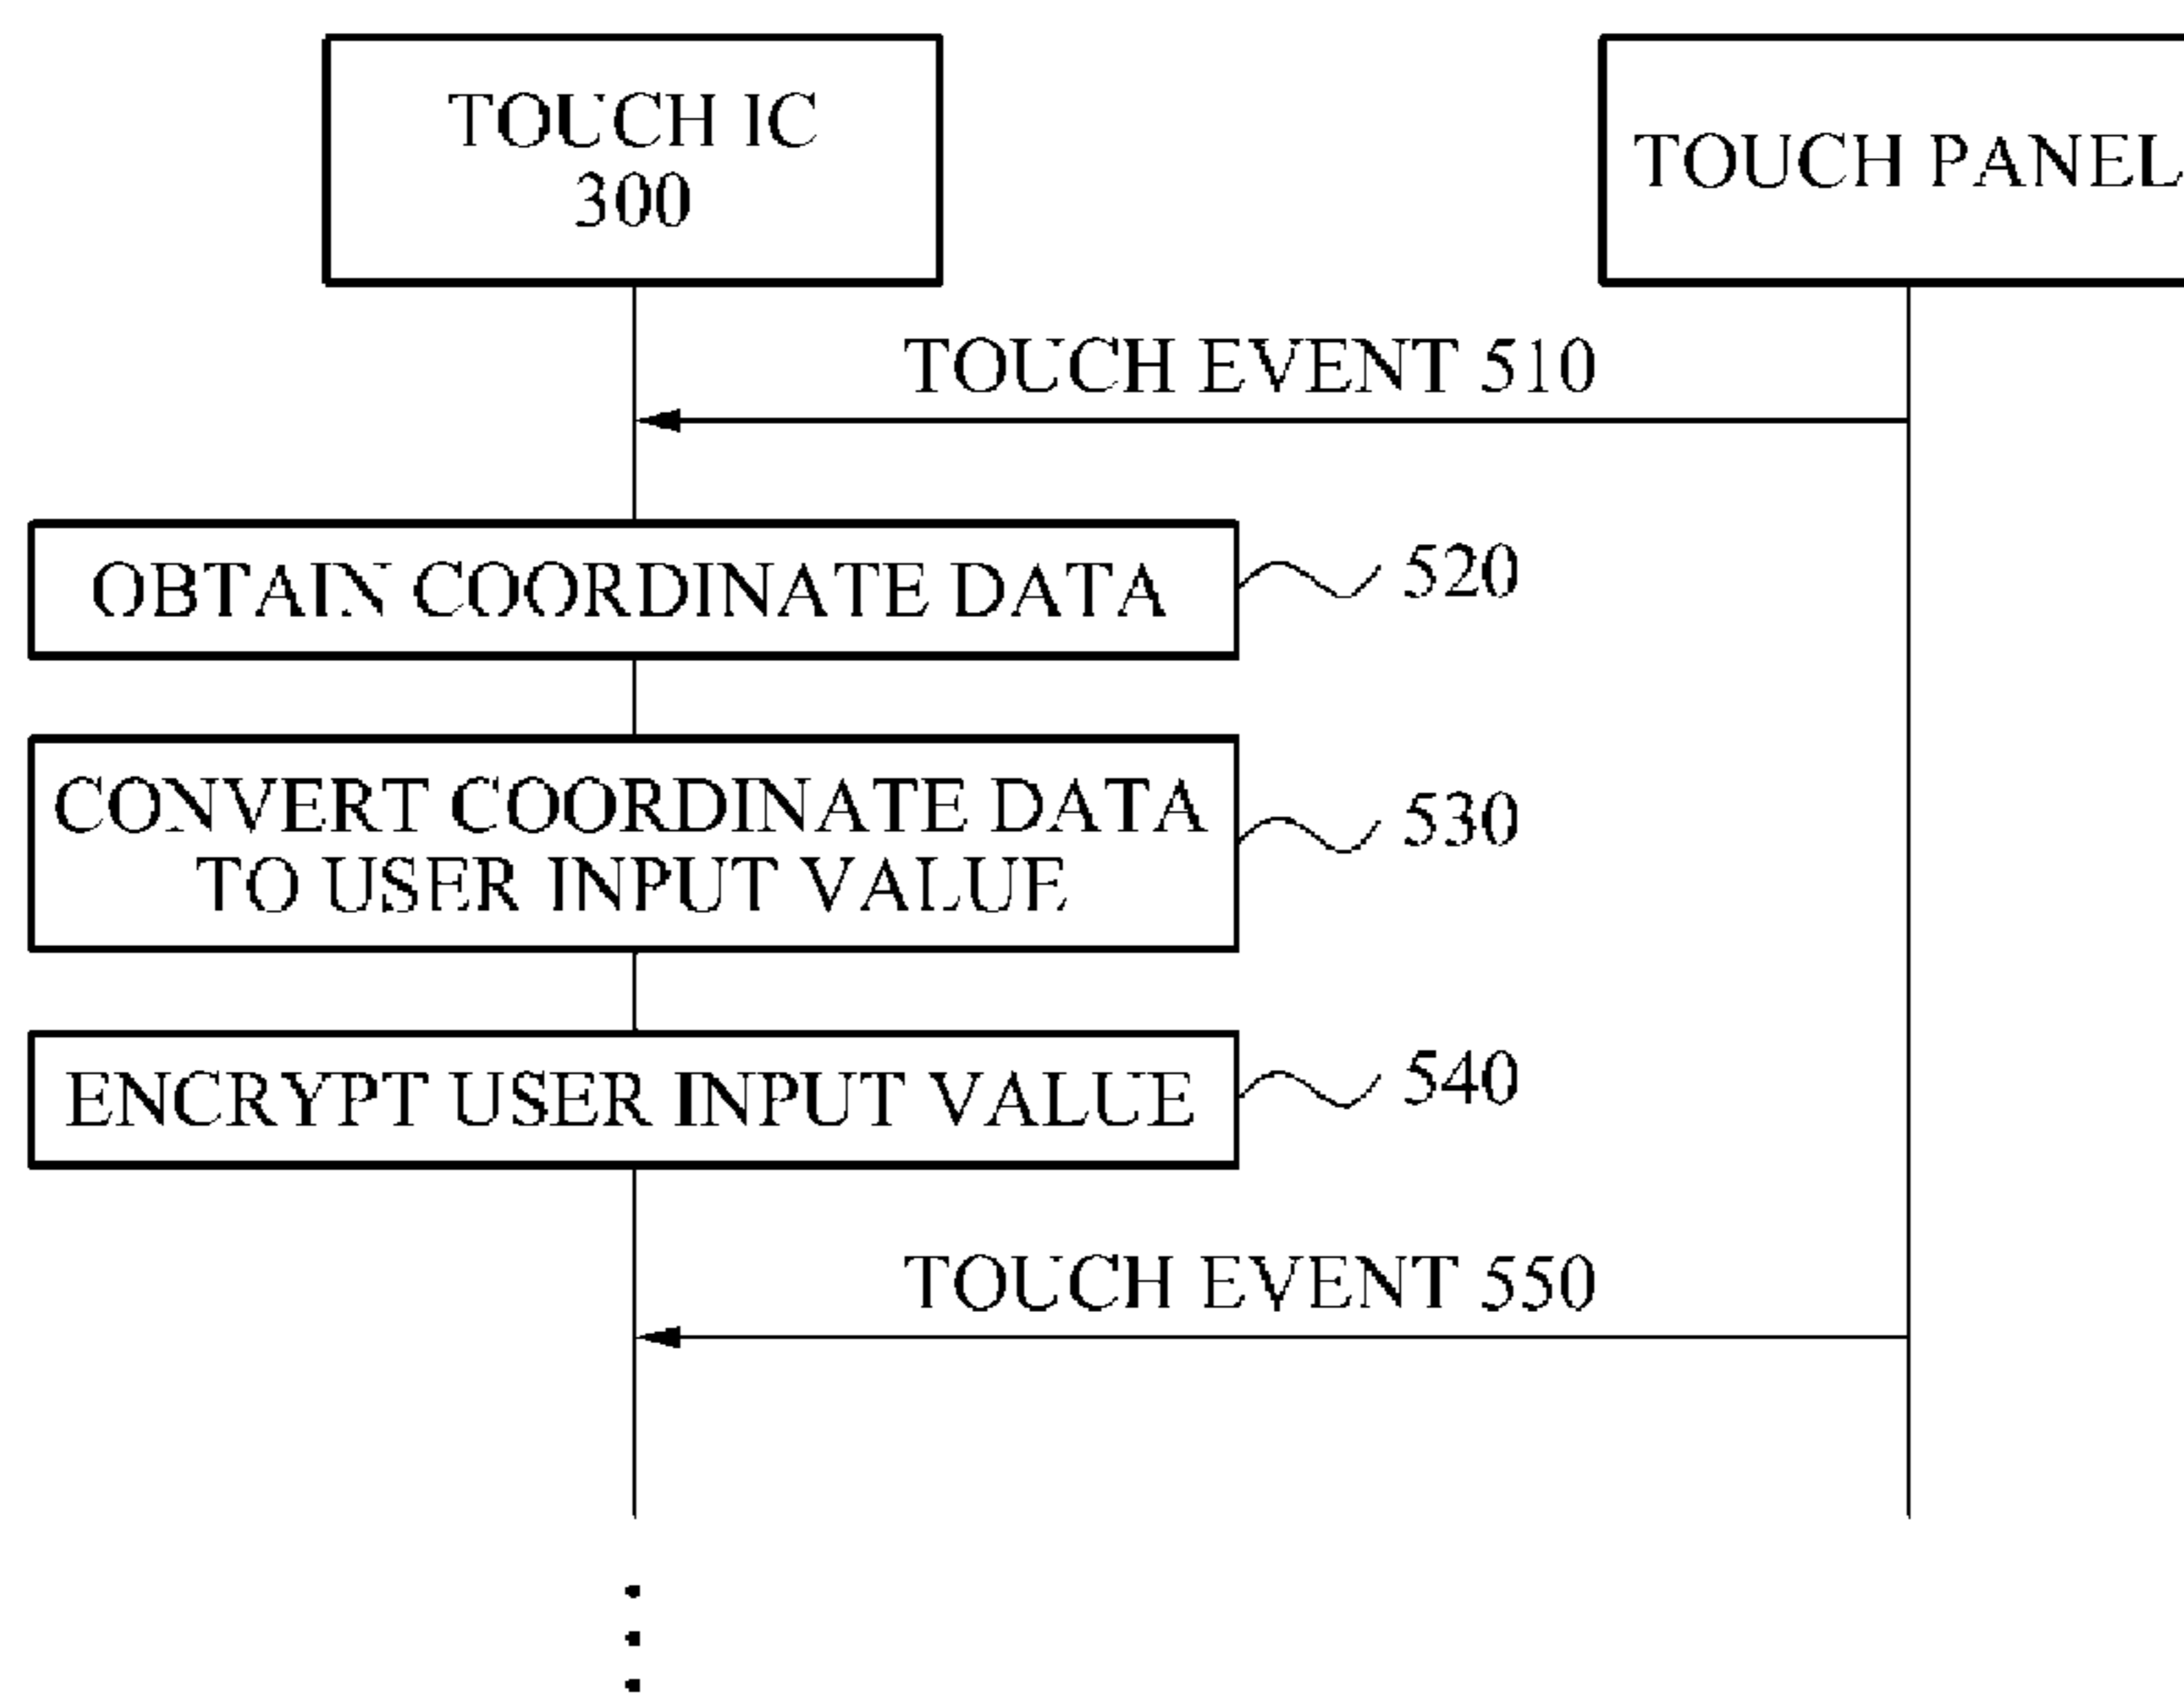 TOUCH IC
300
TOUCH PANEL
TOUCH EVENT 510
OBTAIN COORDINATE DATA
520
CONVERT COORDINATE DATA
TO USER INPUT VALUE
530
ENCRYPT USER INPUT VALUE
540
TOUCH EVENT 550